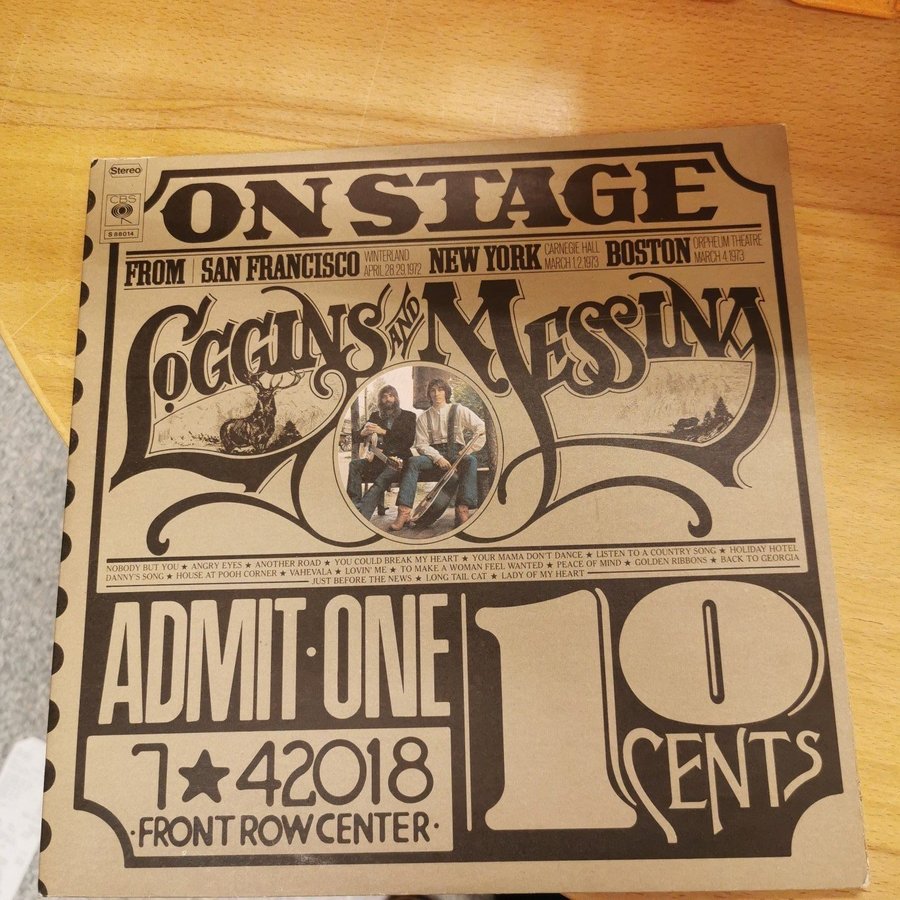 Stereo
CBS
S 88014
ON STAGE
FROM SAN FRANCISCO WINTERLAND APRIL 28.29.1972 NEW YORK CARNEGIE HALL MARCH 1.2.1973 BOSTON ORPHEUM THEATRE MARCH 4.1973
LOGGINS AND MESSINA
NOBODY BUT YOU ★ ANGRY EYES ★ ANOTHER ROAD ★ YOU COULD BREAK MY HEART ★ YOUR MAMA DON'T DANCE ★ LISTEN TO A COUNTRY SONG ★ HOLIDAY HOTEL
DANNY'S SONG ★ HOUSE AT POOH CORNER ★ VAHEVALA ★ LOVIN' ME ★ TO MAKE A WOMAN FEEL WANTED ★ PEACE OF MIND ★ GOLDEN RIBBONS ★ BACK TO GEORGIA
JUST BEFORE THE NEWS ★ LONG TAIL CAT ★ LADY OF MY HEART
ADMIT·ONE
10
CENTS
7★42018
·FRONT ROW CENTER·